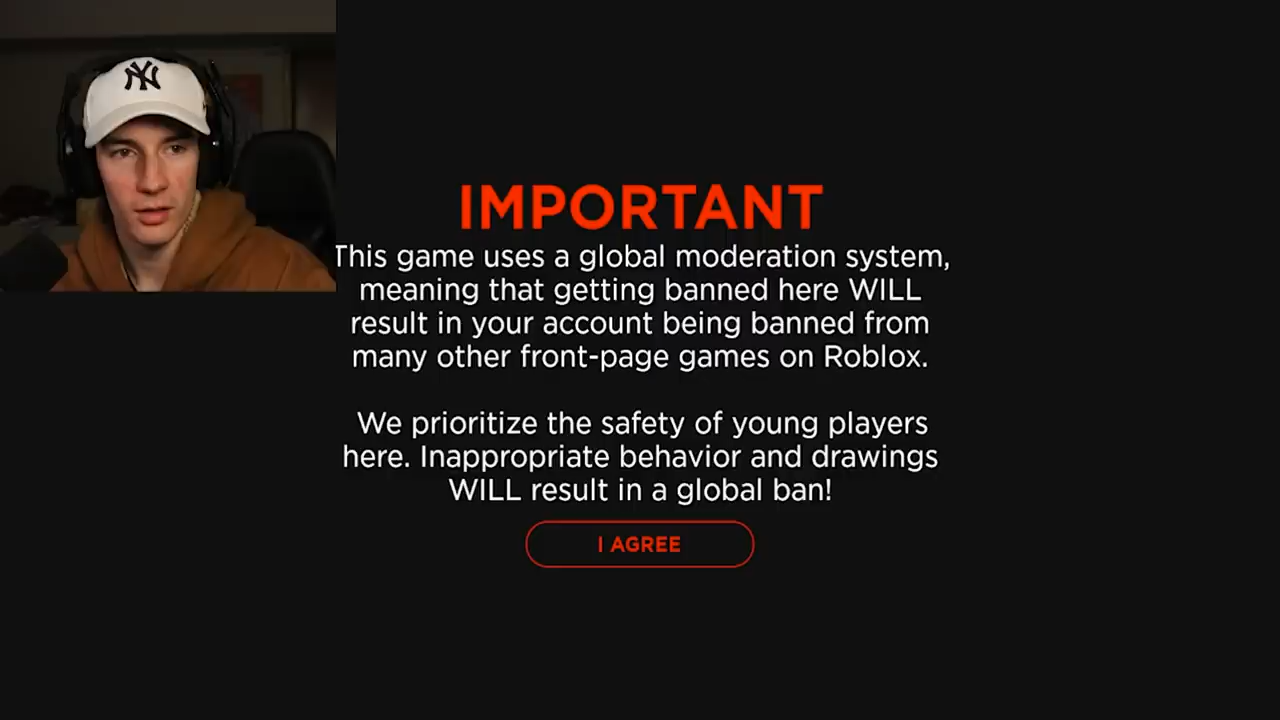 NY
IMPORTANT
This game uses a global moderation system,
meaning that getting banned here WILL
result in your account being banned from
many other front-page games on Roblox.
We prioritize the safety of young players
here. Inappropriate behavior and drawings
WILL result in a global ban!
I AGREE